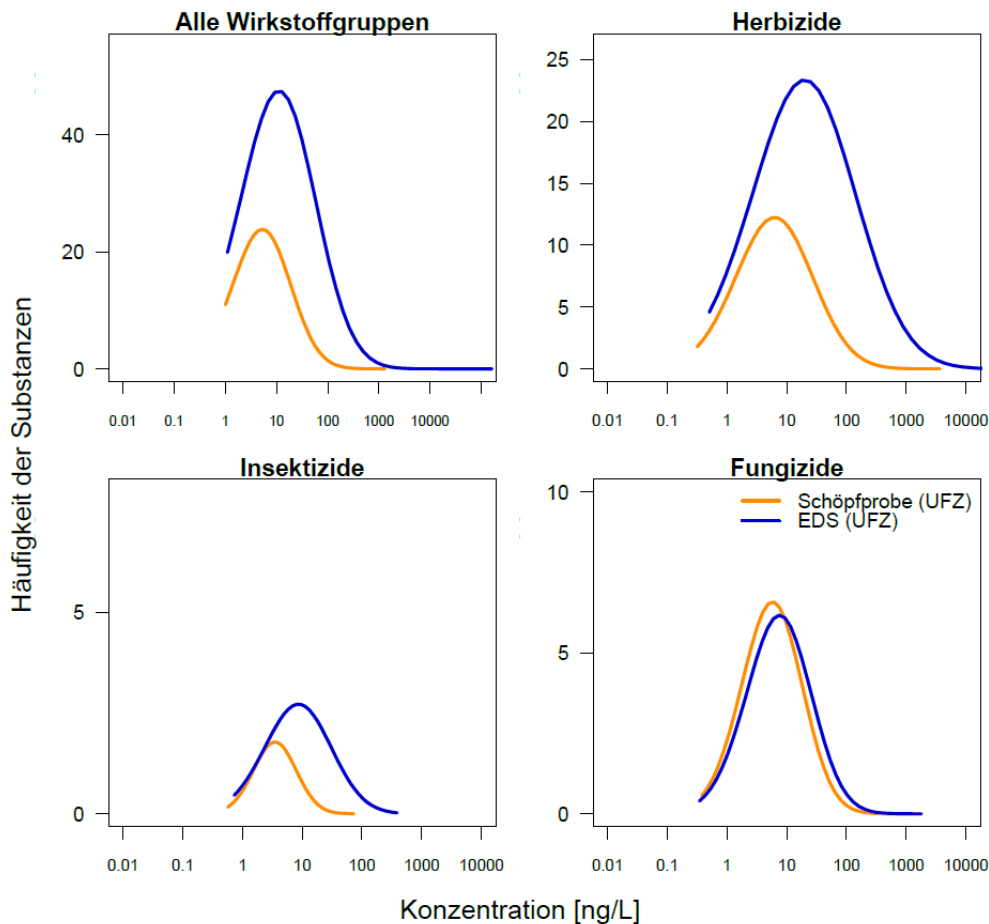 Alle Wirkstoffgruppen
Herbizide
40
20
0
0.01 0.1 1 10 100 1000 10000
25
20
15
10
5
0
0.01 0.1 1 10 100 1000 10000
Häufigkeit der Substanzen
Insektizide
Fungizide
5
0
0.01 0.1 1 10 100 1000 10000
10
5
0
Schöpfprobe (UFZ)
EDS (UFZ)
0.01 0.1 1 10 100 1000 10000
Konzentration [ng/L]